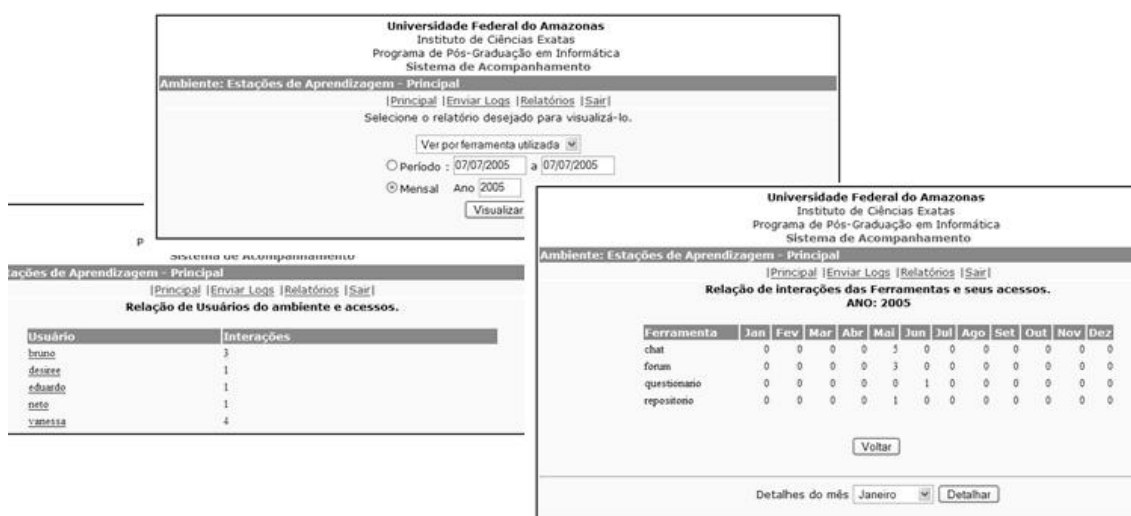 Universidade Federal do Amazonas
Instituto de Ciências Exatas
Programa de Pós-Graduação em Informática
Sistema de Acompanhamento
Ambiente: Estações de Aprendizagem - Principal
|Principal |Enviar Logs |Relatórios |Sair|
Selecione o relatório desejado para visualizá-lo.
Ver por ferramenta utilizada
Período : 07/07/2005 a 07/07/2005
Mensal Ano 2005
Visualizar
P
Sistema de Acompanhamento
tações de Aprendizagem - Principal
|Principal |Enviar Logs |Relatórios |Sair|
Relação de Usuários do ambiente e acessos.
Usuário Interações
bruno 3
desiree 1
eduardo 1
neto 1
vanessa 4
Universidade Federal do Amazonas
Instituto de Ciências Exatas
Programa de Pós-Graduação em Informática
Sistema de Acompanhamento
Ambiente: Estações de Aprendizagem - Principal
|Principal |Enviar Logs |Relatórios |Sair|
Relação de interações das Ferramentas e seus acessos.
ANO: 2005
Ferramenta Jan Fev Mar Abr Mai Jun Jul Ago Set Out Nov Dez
chat 0 0 0 0 5 0 0 0 0 0 0 0
forum 0 0 0 0 3 0 0 0 0 0 0 0
questionario 0 0 0 0 0 1 0 0 0 0 0 0
repositorio 0 0 0 0 1 0 0 0 0 0 0 0
Voltar
Detalhes do mês Janeiro Detalhar